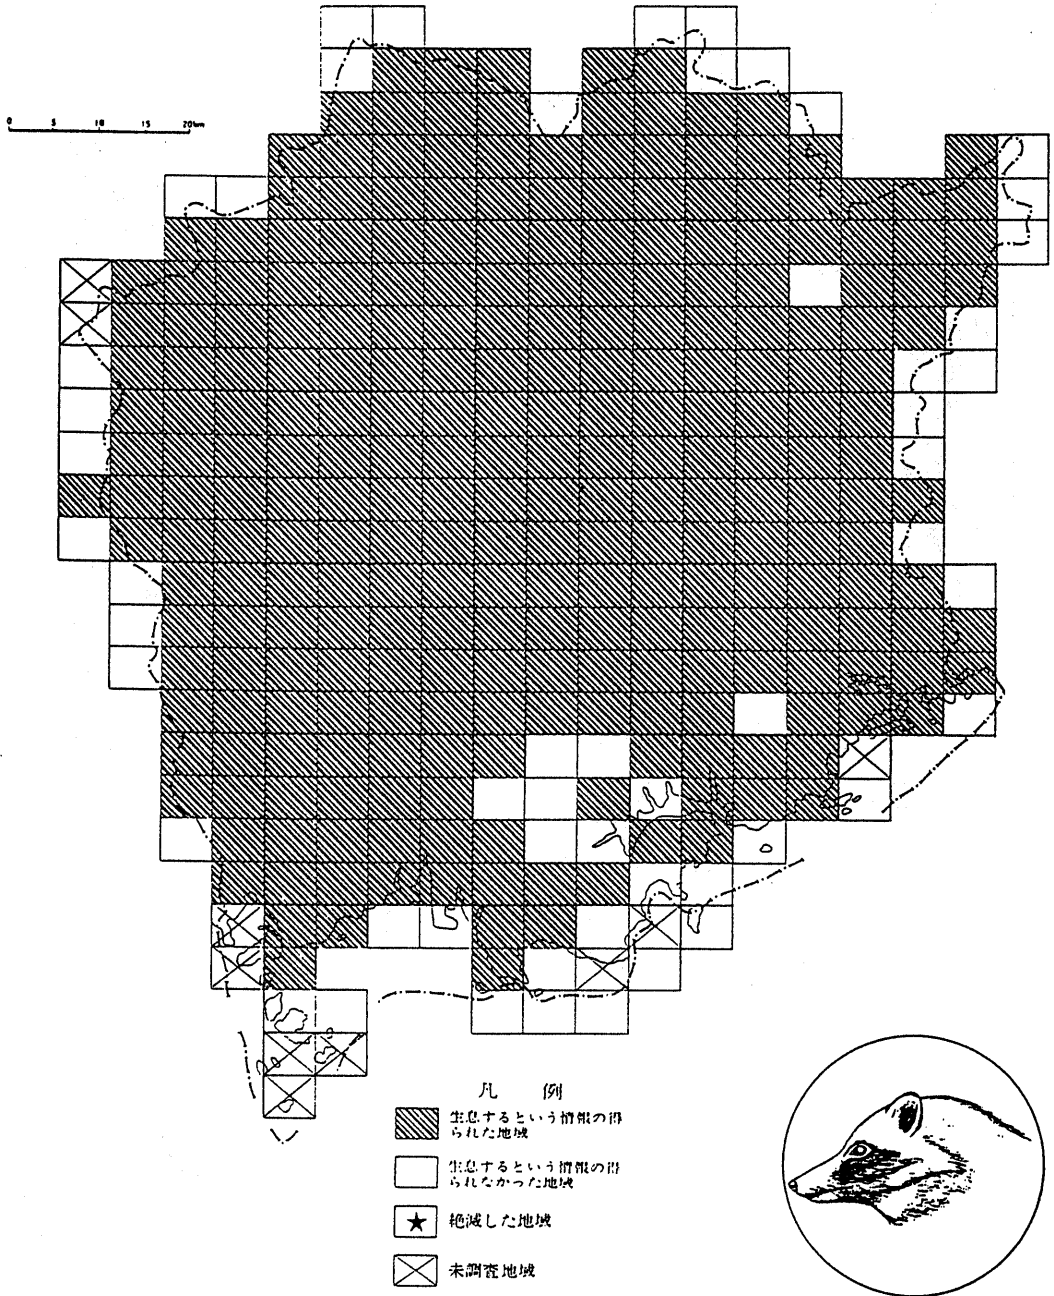 0 5 10 15 20km
凡 例
生息するという情報の得
られた地域
生息するという情報の得
られなかった地域
絶滅した地域
未調査地域